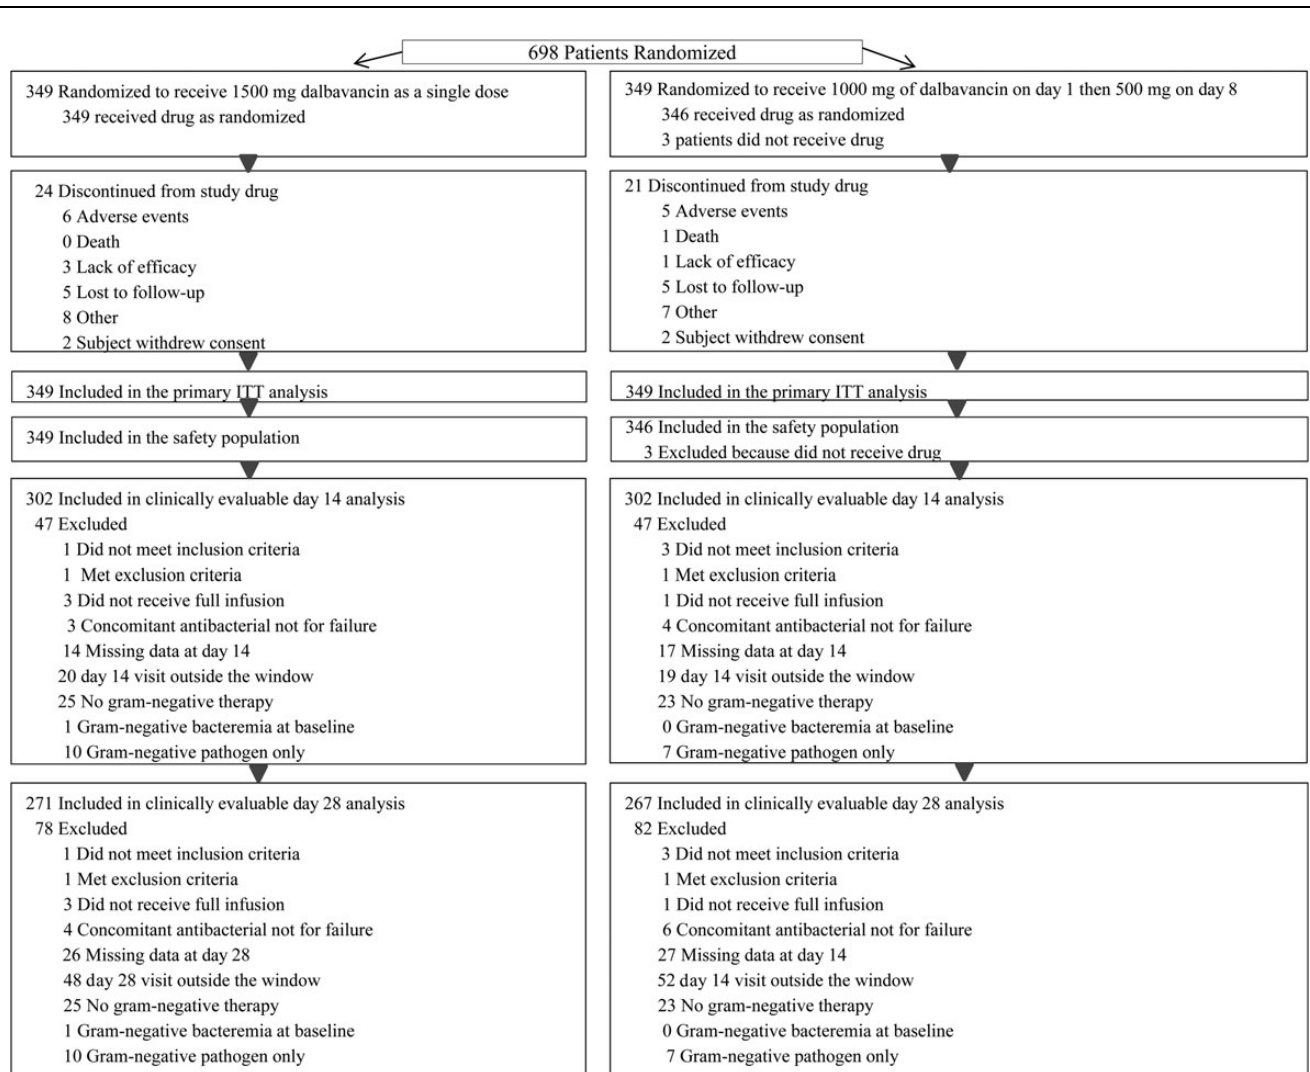 698 Patients Randomized
349 Randomized to receive 1500 mg dalbavancin as a single dose
349 received drug as randomized
349 Randomized to receive 1000 mg of dalbavancin on day 1 then 500 mg on day 8
346 received drug as randomized
3 patients did not receive drug
24 Discontinued from study drug
6 Adverse events
0 Death
3 Lack of efficacy
5 Lost to follow-up
8 Other
2 Subject withdrew consent
21 Discontinued from study drug
5 Adverse events
1 Death
1 Lack of efficacy
5 Lost to follow-up
7 Other
2 Subject withdrew consent
349 Included in the primary ITT analysis
349 Included in the primary ITT analysis
349 Included in the safety population
346 Included in the safety population
3 Excluded because did not receive drug
302 Included in clinically evaluable day 14 analysis
47 Excluded
1 Did not meet inclusion criteria
1 Met exclusion criteria
3 Did not receive full infusion
3 Concomitant antibacterial not for failure
14 Missing data at day 14
20 day 14 visit outside the window
25 No gram-negative therapy
1 Gram-negative bacteremia at baseline
10 Gram-negative pathogen only
302 Included in clinically evaluable day 14 analysis
47 Excluded
3 Did not meet inclusion criteria
1 Met exclusion criteria
1 Did not receive full infusion
4 Concomitant antibacterial not for failure
17 Missing data at day 14
19 day 14 visit outside the window
23 No gram-negative therapy
0 Gram-negative bacteremia at baseline
7 Gram-negative pathogen only
271 Included in clinically evaluable day 28 analysis
78 Excluded
1 Did not meet inclusion criteria
1 Met exclusion criteria
3 Did not receive full infusion
4 Concomitant antibacterial not for failure
26 Missing data at day 28
48 day 28 visit outside the window
25 No gram-negative therapy
1 Gram-negative bacteremia at baseline
10 Gram-negative pathogen only
267 Included in clinically evaluable day 28 analysis
82 Excluded
3 Did not meet inclusion criteria
1 Met exclusion criteria
1 Did not receive full infusion
6 Concomitant antibacterial not for failure
27 Missing data at day 14
52 day 14 visit outside the window
23 No gram-negative therapy
0 Gram-negative bacteremia at baseline
7 Gram-negative pathogen only